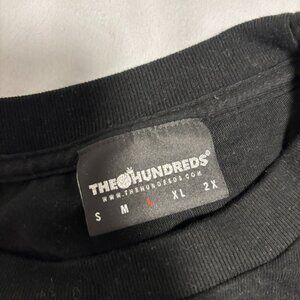 THE HUNDREDS®
WWW.THEHUNDREDS.COM
S M L XL 2X